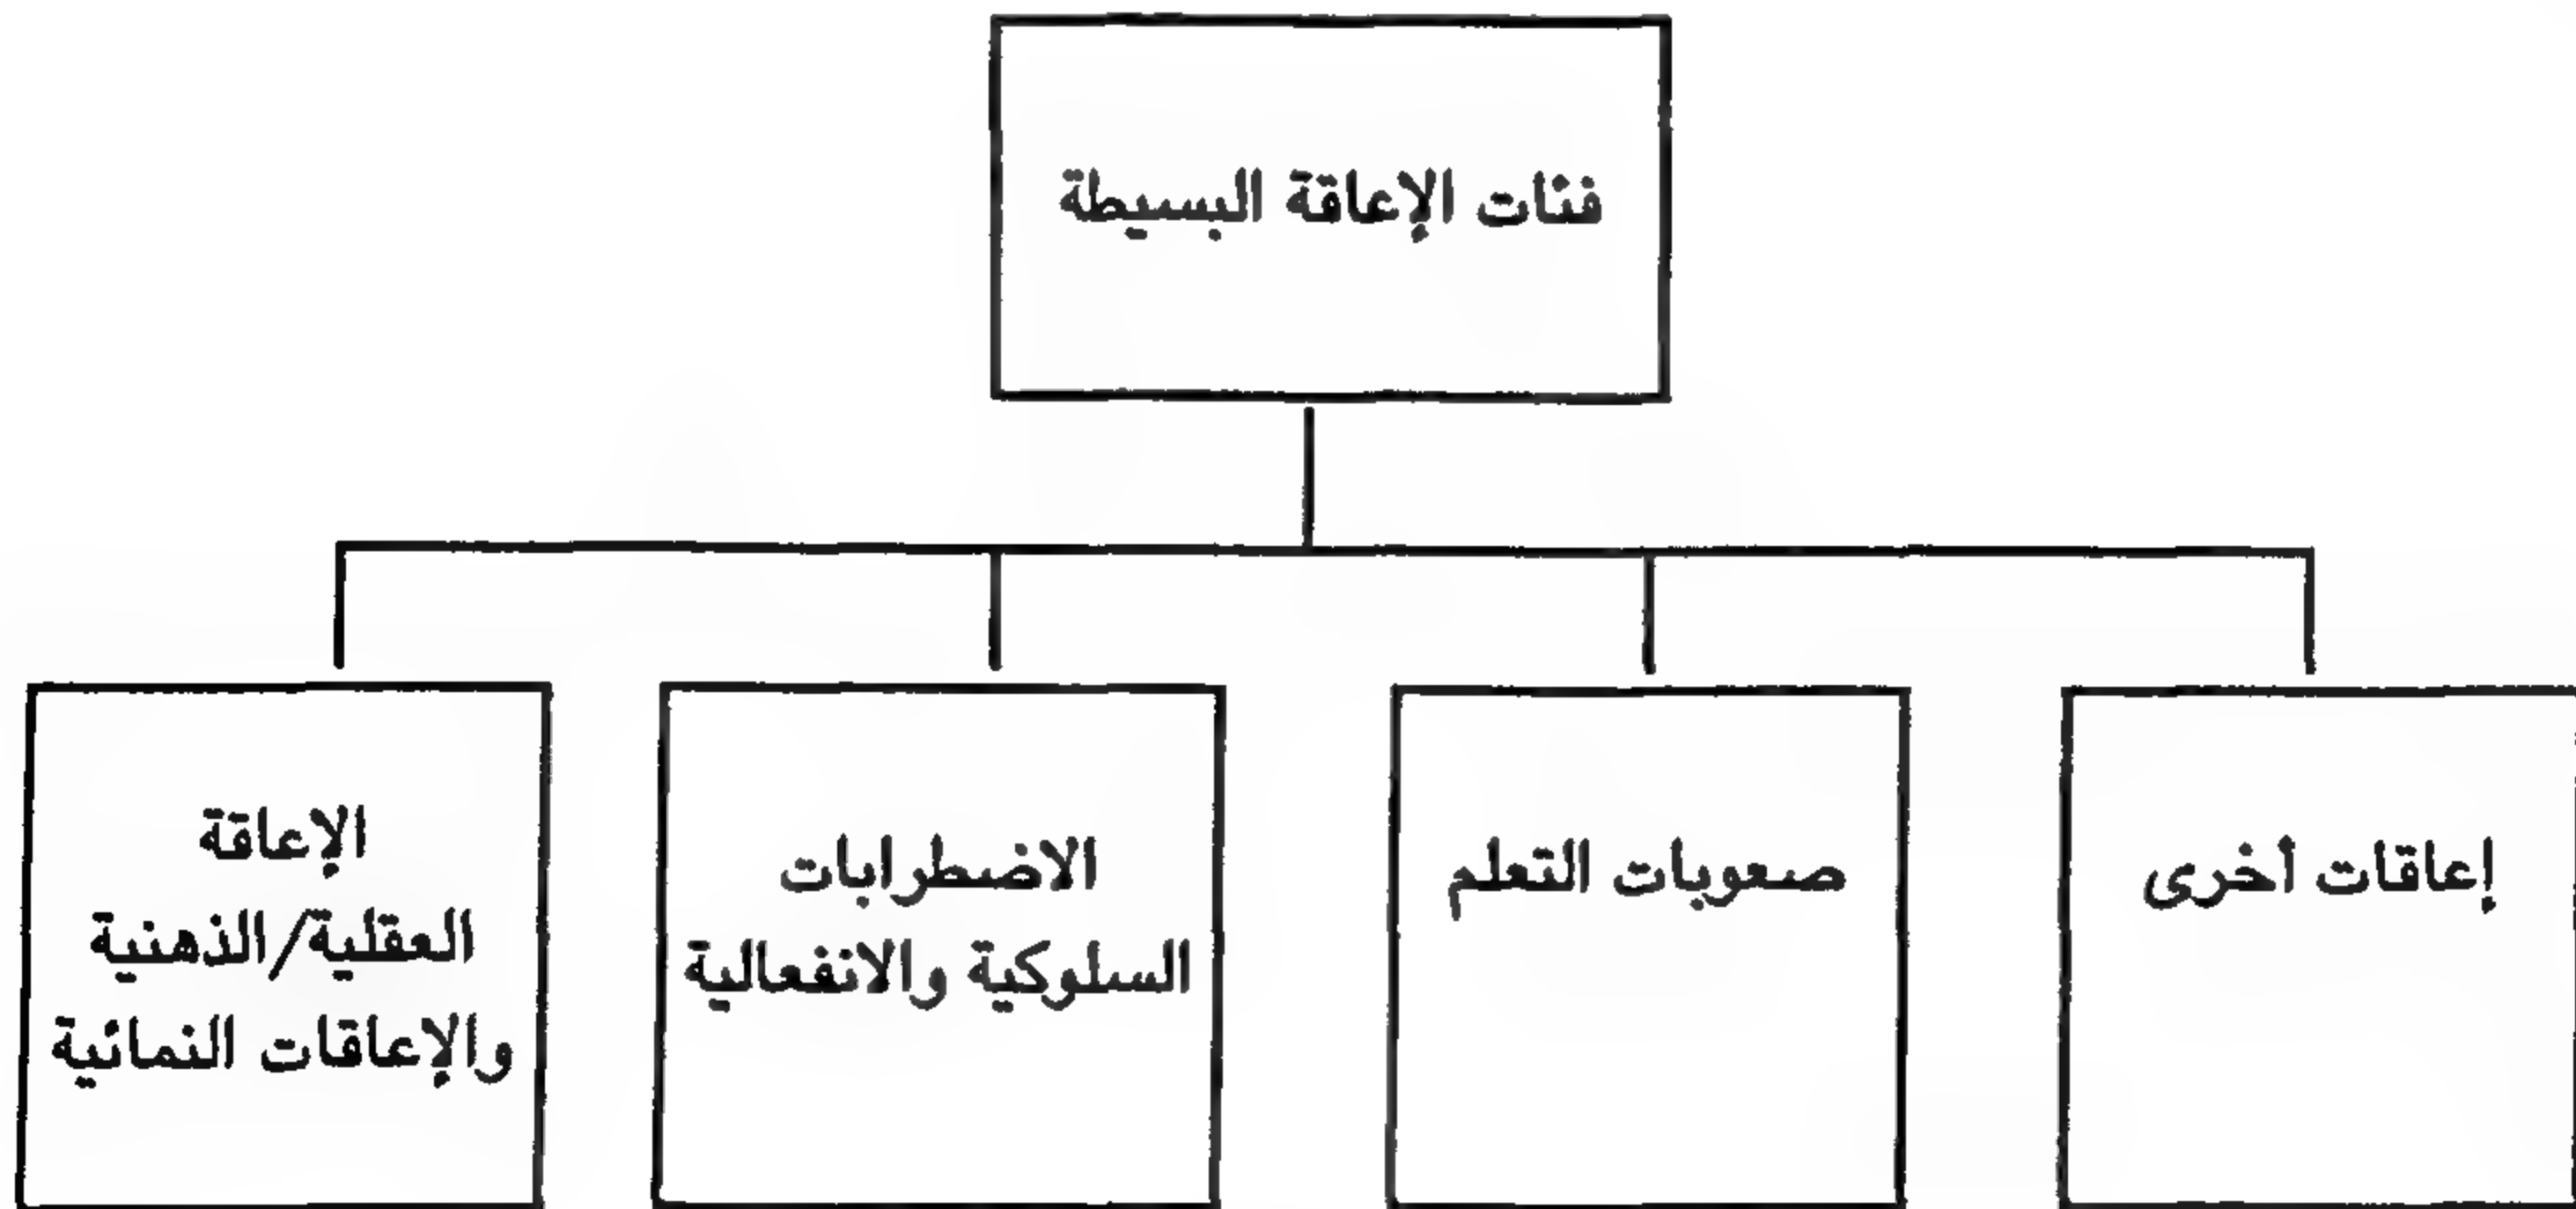 فئات الإعاقة البسيطة
إعاقات أخرى
صعوبات التعلم
الاضطرابات
السلوكية والانفعالية
الإعاقة
العقلية/الذهنية
والإعاقات النمائية